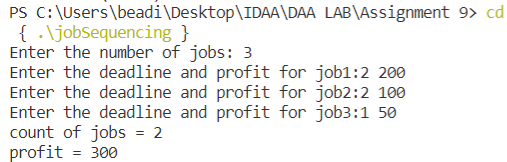 PS C:\Users\beadi\Desktop\IDAA\DAA LAB\Assignment 9> cd
{ .\jobSequencing }
Enter the number of jobs: 3
Enter the deadline and profit for job1:2 200
Enter the deadline and profit for job2:2 100
Enter the deadline and profit for job3:1 50
count of jobs = 2
profit = 300